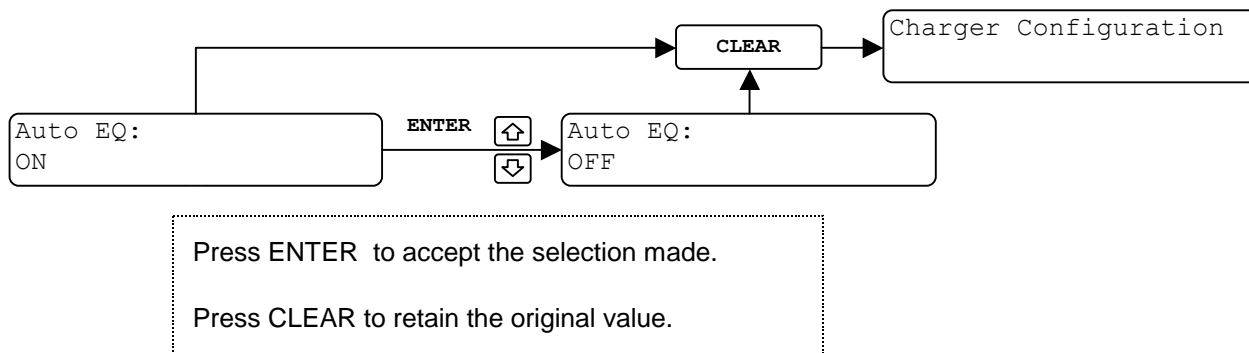 Charger Configuration
CLEAR
Auto EQ:
ON
ENTER
Auto EQ:
OFF
Press ENTER  to accept the selection made.
Press CLEAR to retain the original value.